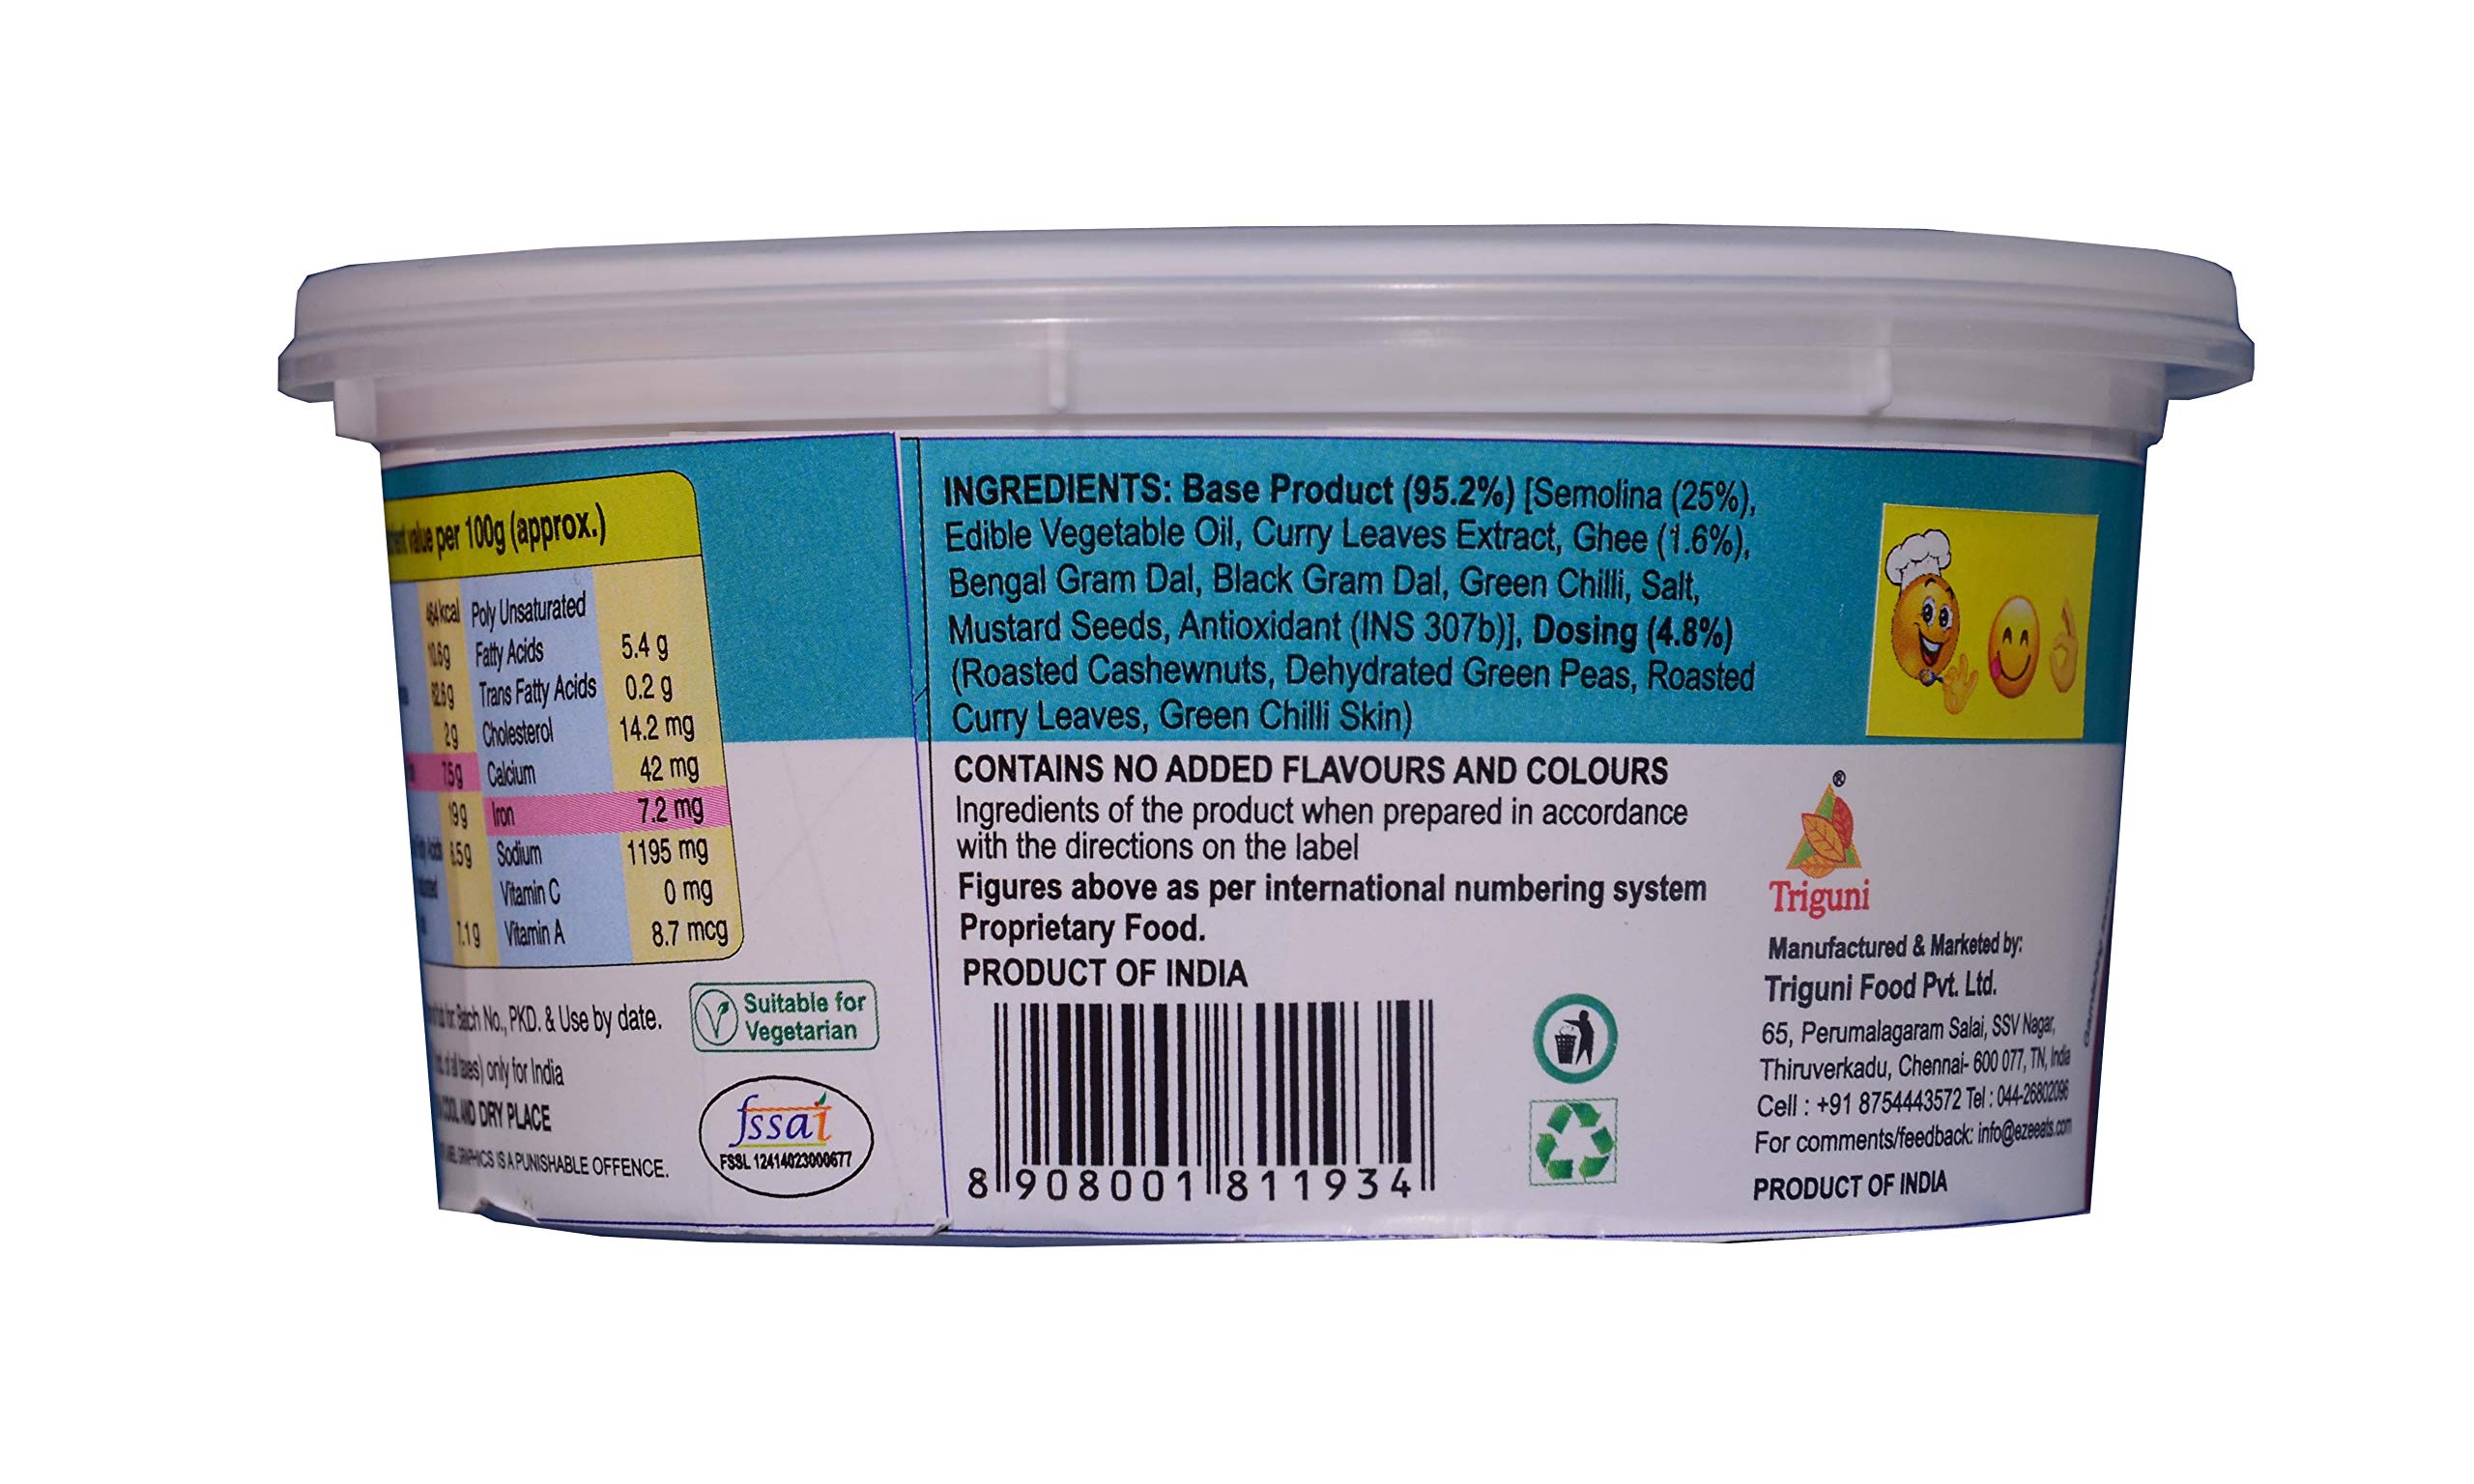 value per 100g (approx.)
464 kcal Poly Unsaturated
10.6g Fatty Acids 5.4 g
62.6g Trans Fatty Acids 0.2 g
2g Cholesterol 14.2 mg
7.5g Calcium 42 mg
19g Iron 7.2 mg
6.5g Sodium 1195 mg
Vitamin C 0 mg
7.1g Vitamin A 8.7 mcg
for Batch No., PKD. & Use by date.
all taxes) only for India
COOL AND DRY PLACE
GRAPHICS IS A PUNISHABLE OFFENCE.
Suitable for
Vegetarian
fssai
FSSL 12414023000677
INGREDIENTS: Base Product (95.2%) [Semolina (25%),
Edible Vegetable Oil, Curry Leaves Extract, Ghee (1.6%),
Bengal Gram Dal, Black Gram Dal, Green Chilli, Salt,
Mustard Seeds, Antioxidant (INS 307b)], Dosing (4.8%)
(Roasted Cashewnuts, Dehydrated Green Peas, Roasted
Curry Leaves, Green Chilli Skin)
CONTAINS NO ADDED FLAVOURS AND COLOURS
Ingredients of the product when prepared in accordance
with the directions on the label
Figures above as per international numbering system
Proprietary Food.
PRODUCT OF INDIA
8 908001 811934
®
Triguni
Manufactured & Marketed by:
Triguni Food Pvt. Ltd.
65, Perumalagaram Salai, SSV Nagar,
Thiruverkadu, Chennai- 600 077, TN, India
Cell : +91 8754443572 Tel : 044-26802096
For comments/feedback: info@ezeeats.com
PRODUCT OF INDIA